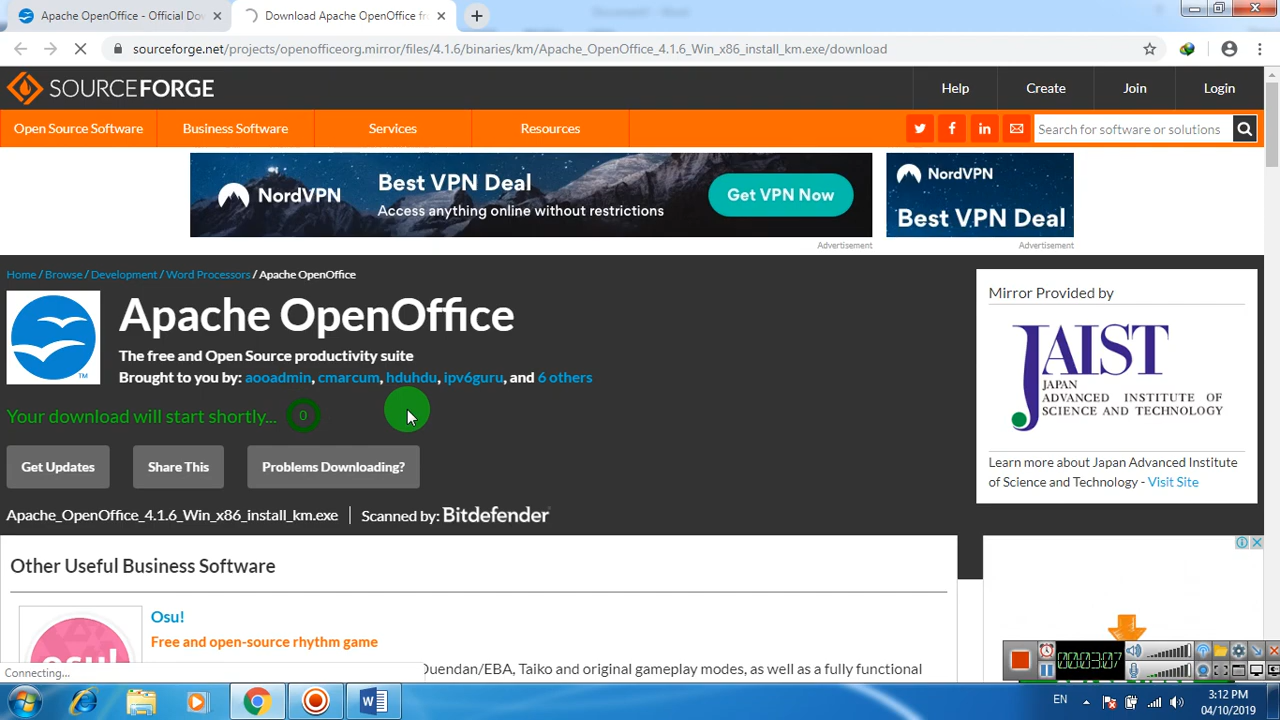 Apache OpenOffice - Official Dow
Download Apache OpenOffice fr
sourceforge.net/projects/openofficeorg.mirror/files/4.1.6/binaries/km/Apache_OpenOffice_4.1.6_Win_x86_install_km.exe/download
SOURCEFORGE
Help
Create
Join
Login
Open Source Software
Business Software
Services
Resources
Search for software or solutions
NordVPN
Best VPN Deal
Access anything online without restrictions
Get VPN Now
NordVPN
Best VPN Deal
Advertisement
Advertisement
Home / Browse / Development / Word Processors / Apache OpenOffice
Apache OpenOffice
The free and Open Source productivity suite
Brought to you by: aooadmin, cmarcum, hduhdu, ipv6guru, and 6 others
TM
Your download will start shortly... 0
Get Updates
Share This
Problems Downloading?
Apache_OpenOffice_4.1.6_Win_x86_install_km.exe | Scanned by: Bitdefender
Mirror Provided by
JAIST
JAPAN
ADVANCED INSTITUTE OF
SCIENCE AND TECHNOLOGY
Learn more about Japan Advanced Institute
of Science and Technology - Visit Site
Other Useful Business Software
Osu!
Free and open-source rhythm game
Ouendan/EBA, Taiko and original gameplay modes, as well as a fully functional
Connecting...
00:03:07
EN
3:12 PM
04/10/2019